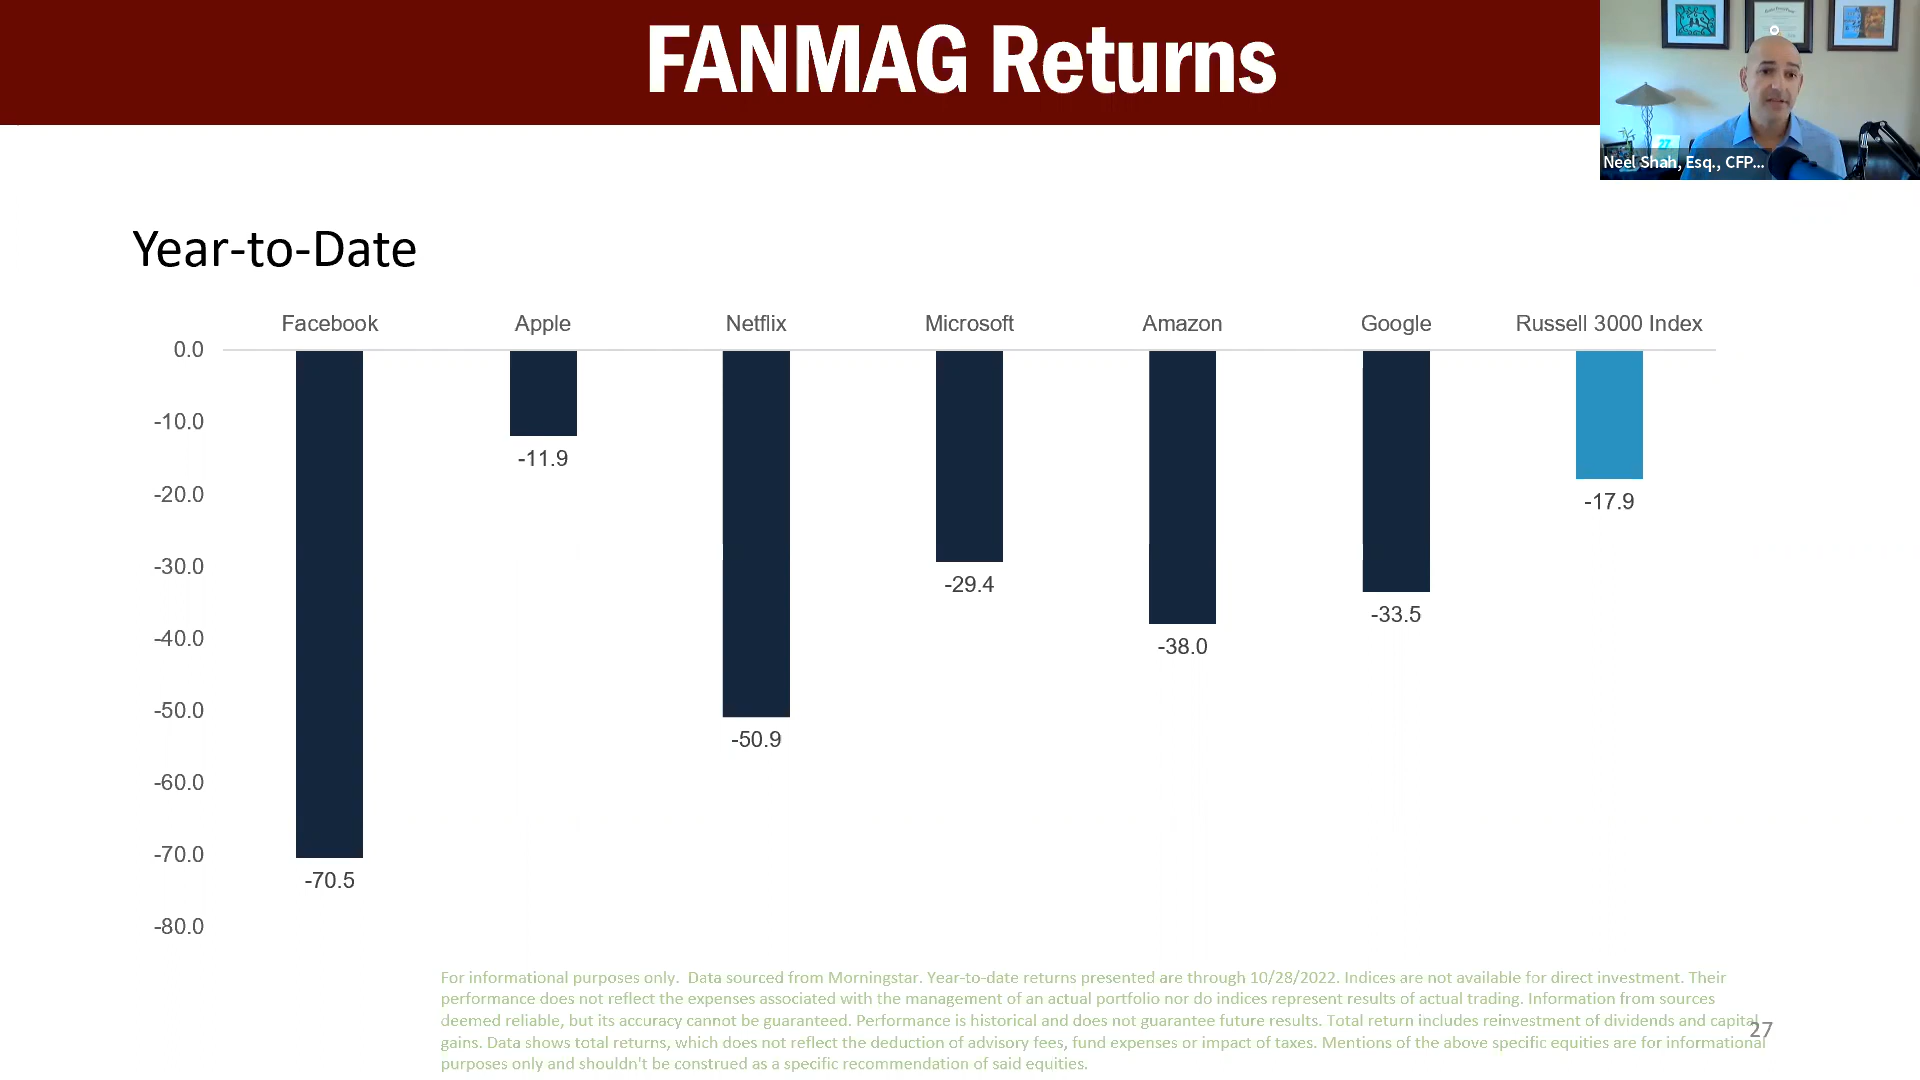 FANMAG Returns
27
Neel Shah, Esq., CFP...
Year-to-Date
Facebook Apple Netflix Microsoft Amazon Google Russell 3000 Index
0.0
-10.0
-11.9
-20.0
-17.9
-30.0
-29.4
-33.5
-40.0
-38.0
-50.0
-50.9
-60.0
-70.0
-70.5
-80.0
For informational purposes only.  Data sourced from Morningstar. Year-to-date returns presented are through 10/28/2022. Indices are not available for direct investment. Their
performance does not reflect the expenses associated with the management of an actual portfolio nor do indices represent results of actual trading. Information from sources
deemed reliable, but its accuracy cannot be guaranteed. Performance is historical and does not guarantee future results. Total return includes reinvestment of dividends and capital
gains. Data shows total returns, which does not reflect the deduction of advisory fees, fund expenses or impact of taxes. Mentions of the above specific equities are for informational
purposes only and shouldn't be construed as a specific recommendation of said equities.
27